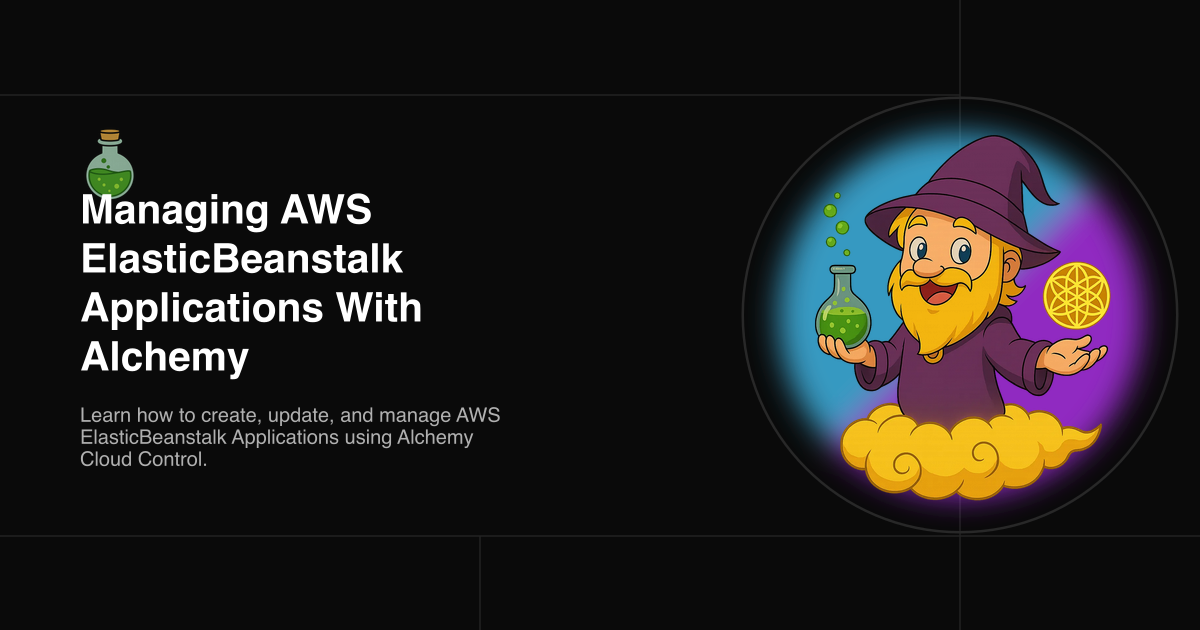 Managing AWS
ElasticBeanstalk
Applications With
Alchemy
Learn how to create, update, and manage AWS
ElasticBeanstalk Applications using Alchemy
Cloud Control.